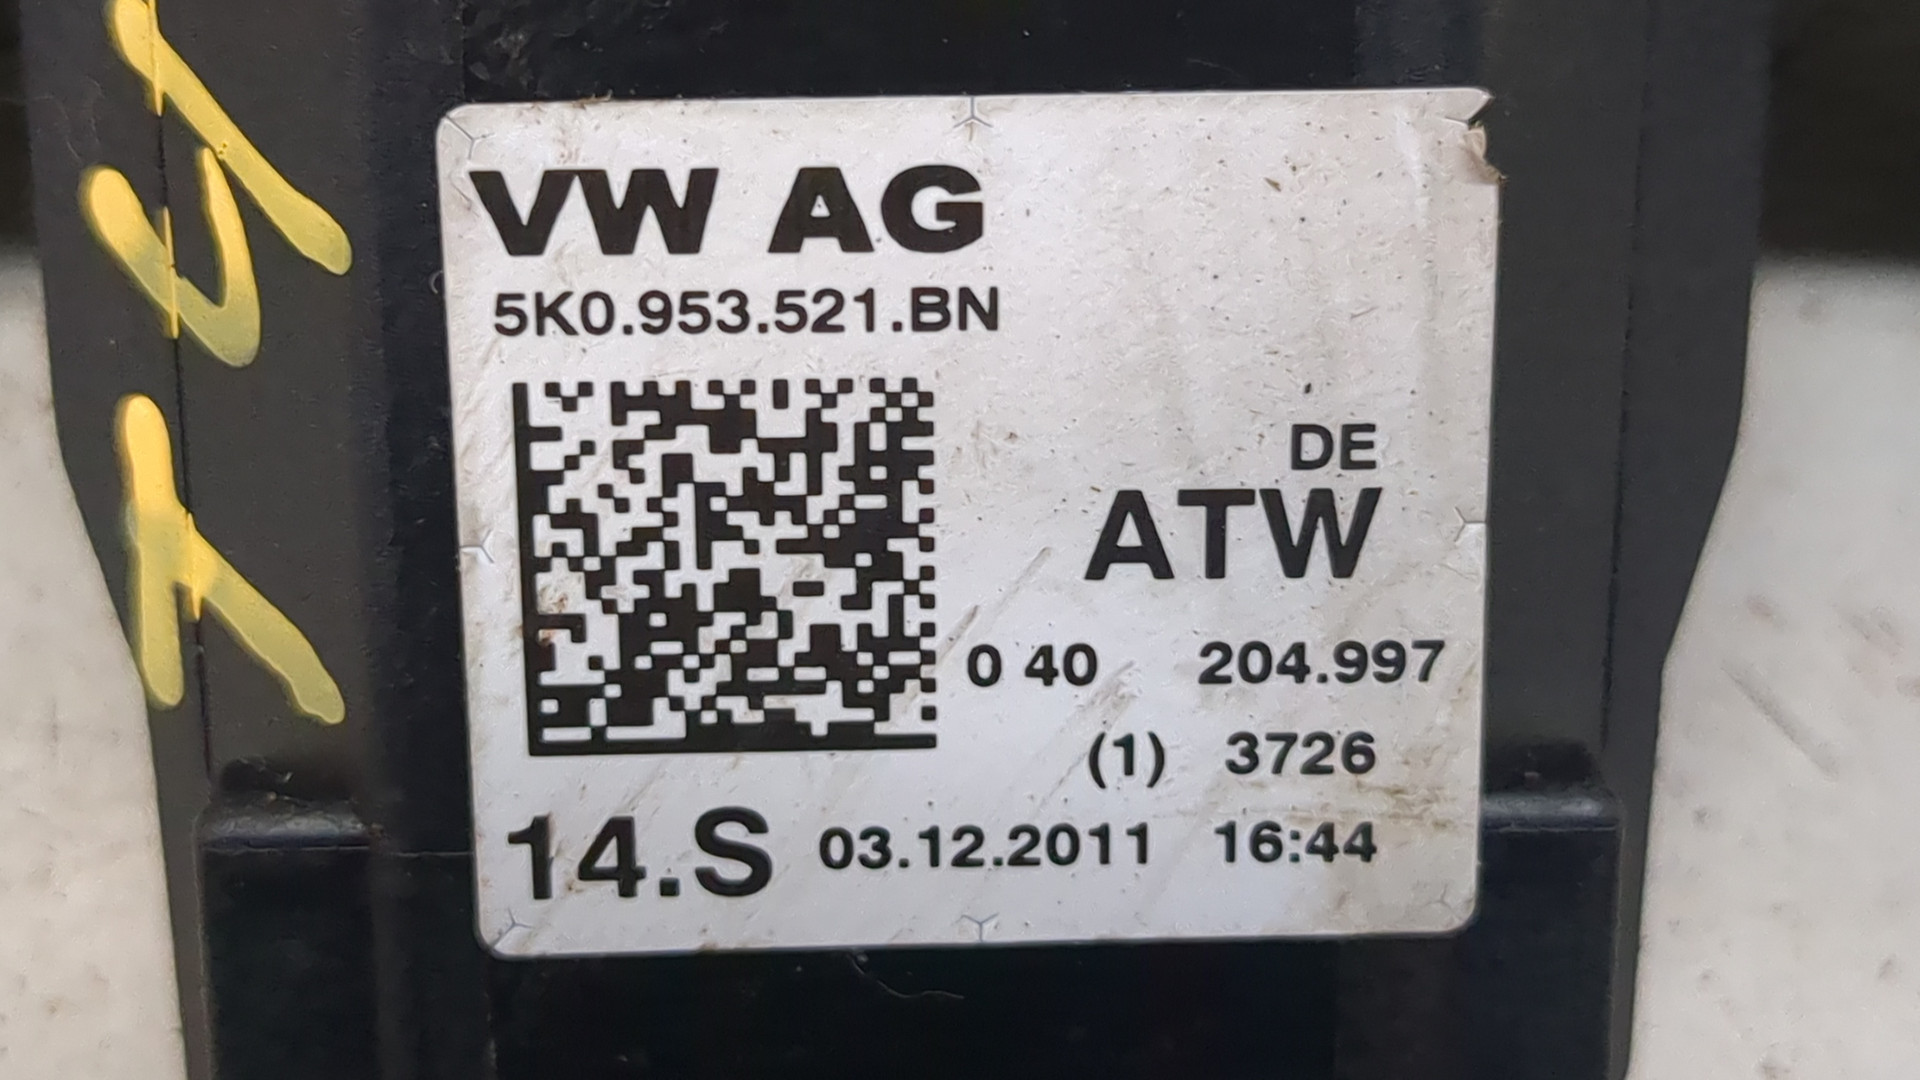 VW AG
5K0.953.521.BN
DE
ATW
0 40 204.997
(1) 3726
14.S 03.12.2011 16:44